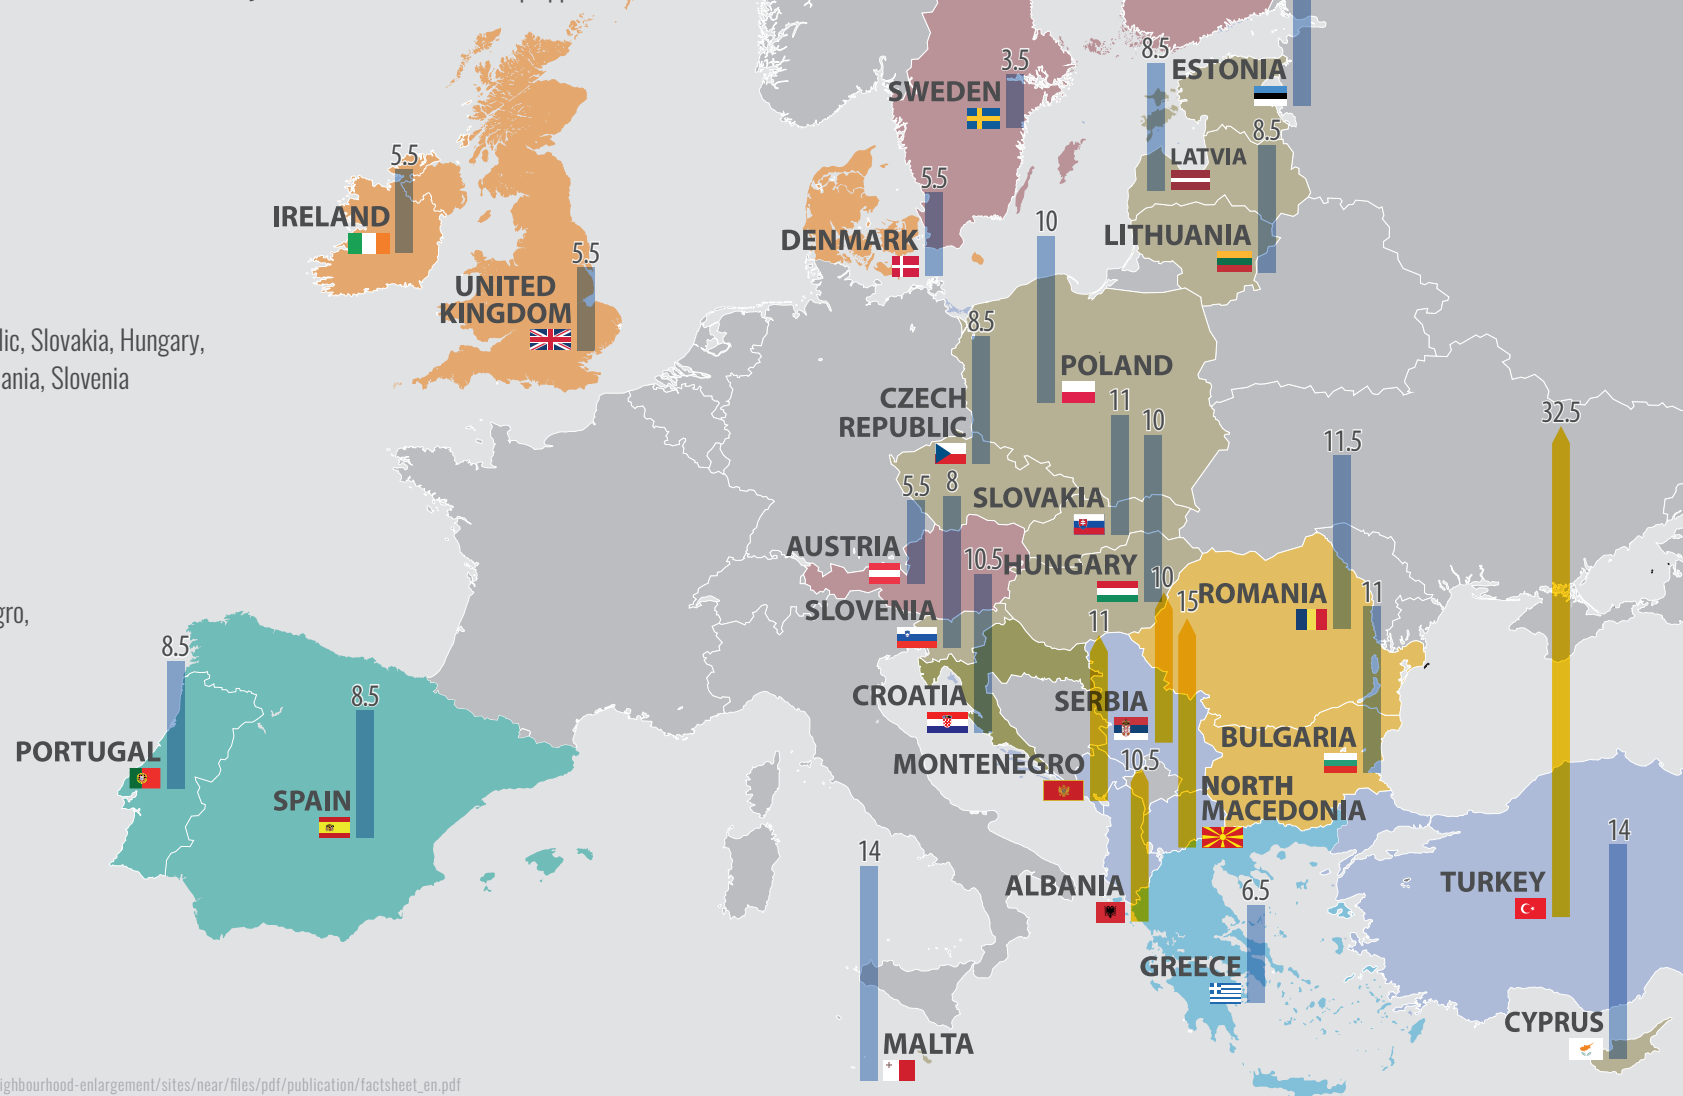 3.5
SWEDEN
8.5
ESTONIA
8.5
LATVIA
5.5
IRELAND
5.5
DENMARK
10
LITHUANIA
5.5
UNITED
KINGDOM
lic, Slovakia, Hungary,
ania, Slovenia
8.5
POLAND
11
10
CZECH
REPUBLIC
32.5
11.5
5.5
8
SLOVAKIA
AUSTRIA
10.5
HUNGARY
10
ROMANIA
11
15
SLOVENIA
11
gro,
8.5
8.5
CROATIA
SERBIA
PORTUGAL
BULGARIA
MONTENEGRO
10.5
SPAIN
NORTH
MACEDONIA
14
14
ALBANIA
6.5
TURKEY
GREECE
CYPRUS
MALTA
ighbourhood-enlargement/sites/near/files/pdf/publication/factsheet_en.pdf